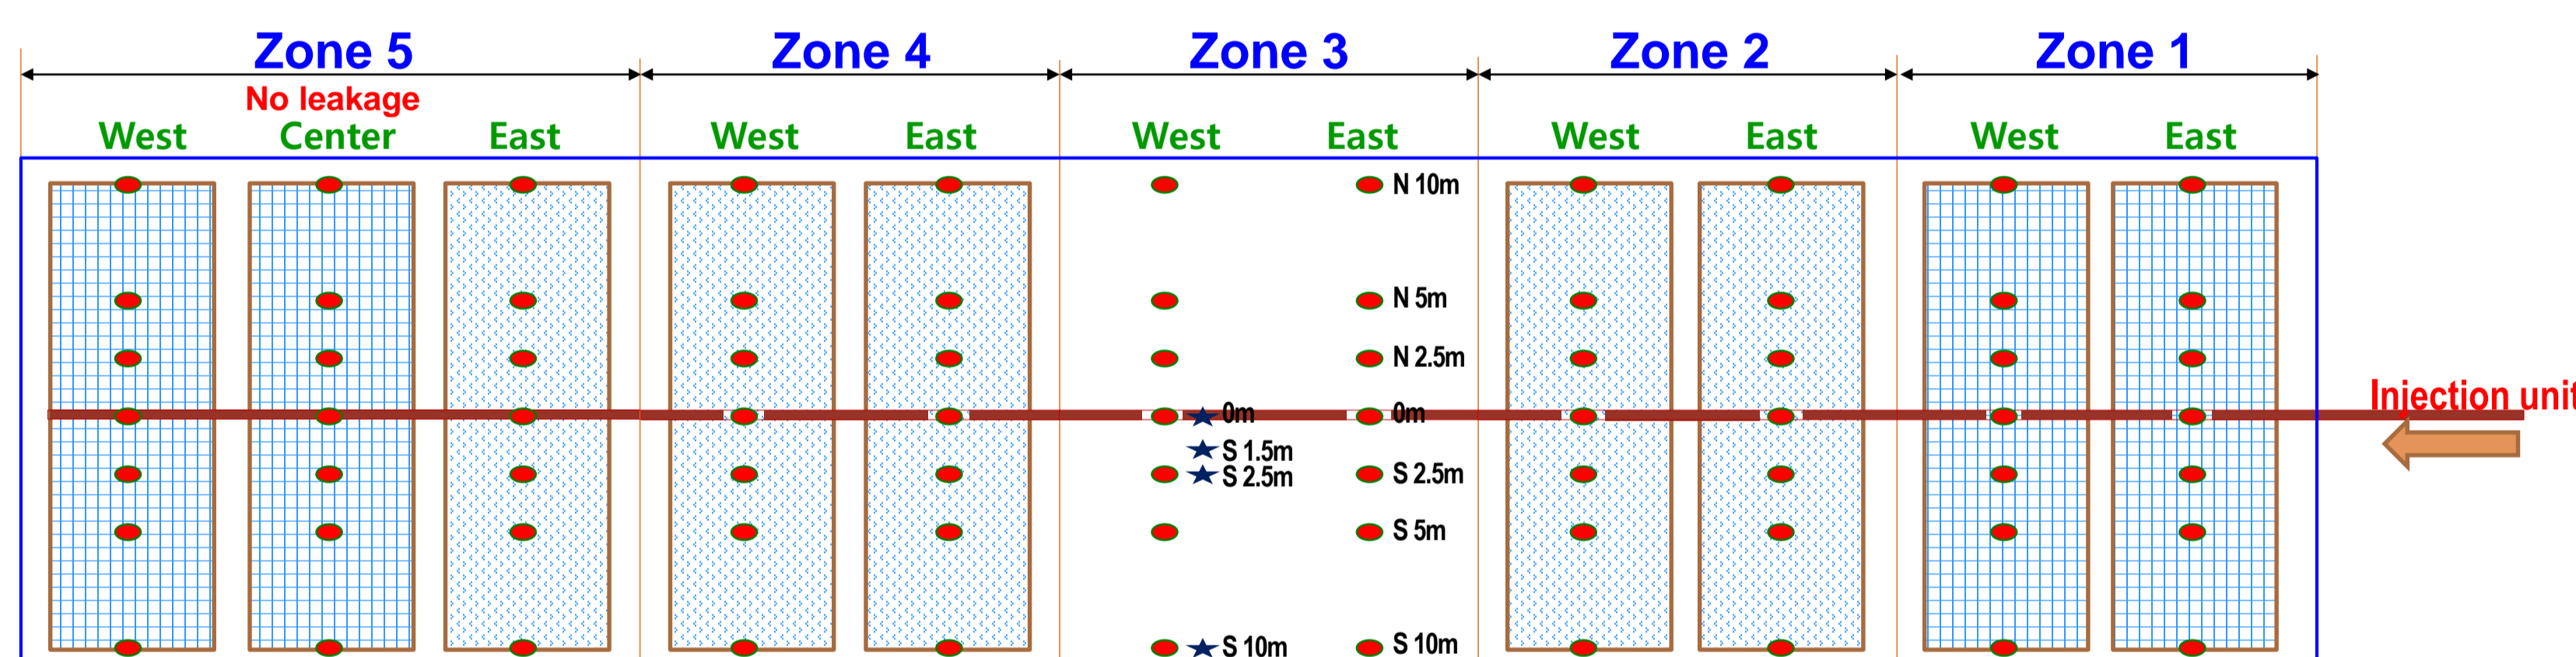 Zone 5
Zone 4
Zone 3
Zone 2
Zone 1
No leakage
West
Center
East
West
East
West
East
West
East
West
East
N 10m
N 5m
N 2.5m
0m
0m
Injection unit
S 1.5m
S 2.5m
S 2.5m
S 5m
S 10m
S 10m